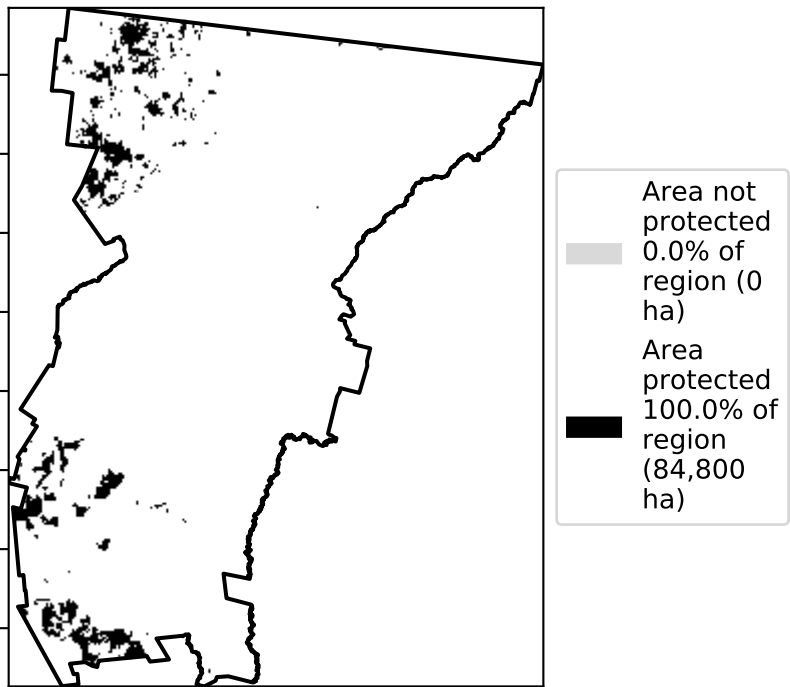 Area not
protected
0.0% of
region (0
ha)
Area
protected
100.0% of
region
(84,800
ha)